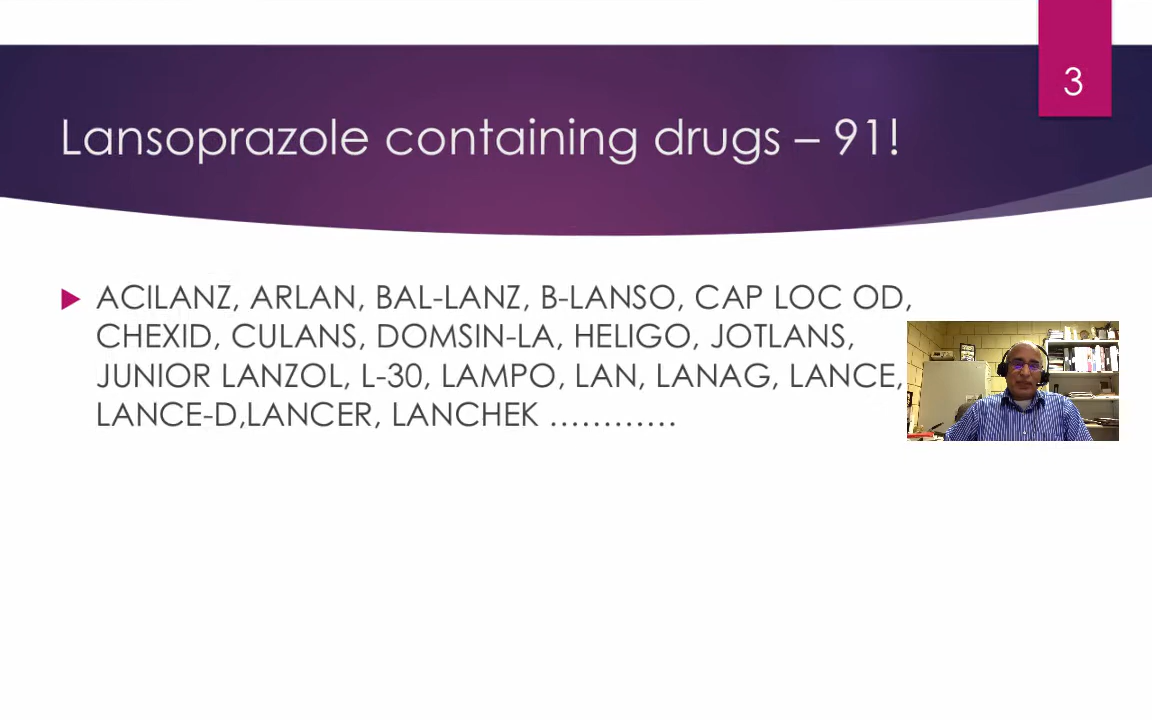 3
Lansoprazole containing drugs – 91!
ACILANZ, ARLAN, BAL-LANZ, B-LANSO, CAP LOC OD,
CHEXID, CULANS, DOMSIN-LA, HELIGO, JOTLANS,
JUNIOR LANZOL, L-30, LAMPO, LAN, LANAG, LANCE,
LANCE-D,LANCER, LANCHEK …………